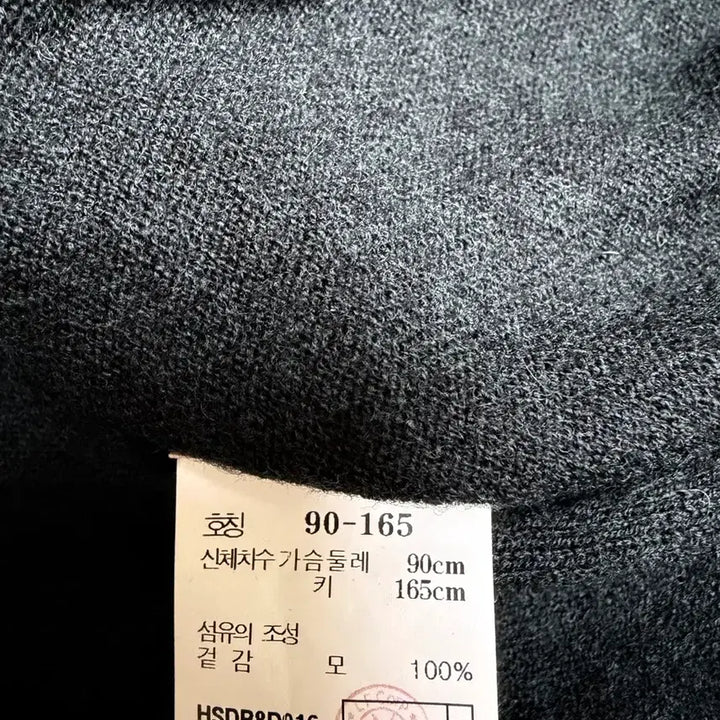 호칭 90-165
신체치수 가슴둘레 90cm
키 165cm
섬유의 조성
겉감 모 100%